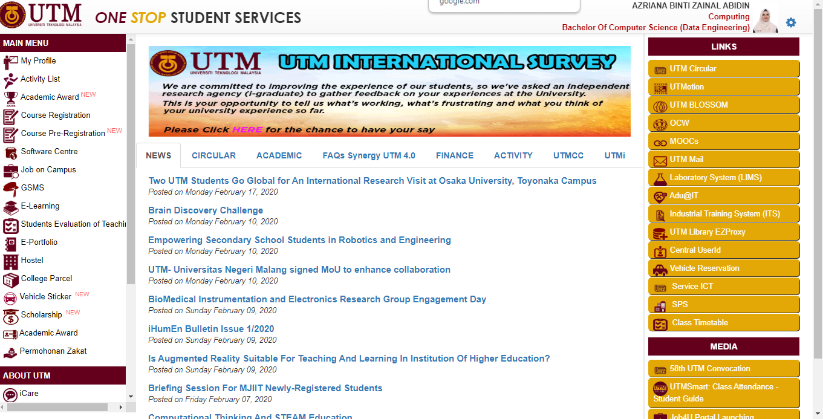 google.com
UTM
UNIVERSITI TEKNOLOGI MALAYSIA
ONE STOP STUDENT SERVICES
AZRIANA BINTI ZAINAL ABIDIN
Computing
Bachelor Of Computer Science (Data Engineering)
MAIN MENU
My Profile
Activity List
Academic Award NEW
Course Registration
Course Pre-Registration NEW
Software Centre
Job on Campus
GSMS
E-Learning
Students Evaluation of Teachin
E-Portfolio
Hostel
College Parcel
Vehicle Sticker NEW
Scholarship NEW
Academic Award
Permohonan Zakat
ABOUT UTM
iCare
UTM
UNIVERSITI TEKNOLOGI MALAYSIA
UTM INTERNATIONAL SURVEY
We are committed to improving the experience of our students, so we've asked an independent
research agency (i-graduate) to gather feedback on your experiences at the University.
This is your opportunity to tell us what's working, what's frustrating and what you think of
your university experience so far.
Please Click HERE for the chance to have your say
NEWS CIRCULAR ACADEMIC FAQs Synergy UTM 4.0 FINANCE ACTIVITY UTMCC UTMi
Two UTM Students Go Global for An International Research Visit at Osaka University, Toyonaka Campus
Posted on Monday February 17, 2020
Brain Discovery Challenge
Posted on Monday February 10, 2020
Empowering Secondary School Students in Robotics and Engineering
Posted on Monday February 10, 2020
UTM- Universitas Negeri Malang signed MoU to enhance collaboration
Posted on Monday February 10, 2020
BioMedical Instrumentation and Electronics Research Group Engagement Day
Posted on Sunday February 09, 2020
iHumEn Bulletin Issue 1/2020
Posted on Sunday February 09, 2020
Is Augmented Reality Suitable For Teaching And Learning In Institution Of Higher Education?
Posted on Sunday February 09, 2020
Briefing Session For MJIIT Newly-Registered Students
Posted on Friday February 07, 2020
Computational Thinking And STEAM Education
LINKS
UTM Circular
UTMotion
UTM BLOSSOM
OCW
MOOCs
UTM Mail
Laboratory System (LIMS)
Adu@IT
Industrial Training System (ITS)
UTM Library EZProxy
Central UserId
Vehicle Reservation
Service ICT
SPS
Class Timetable
MEDIA
58th UTM Convocation
UTMSmart: Class Attendance -
Student Guide
Job4U Portal Launching